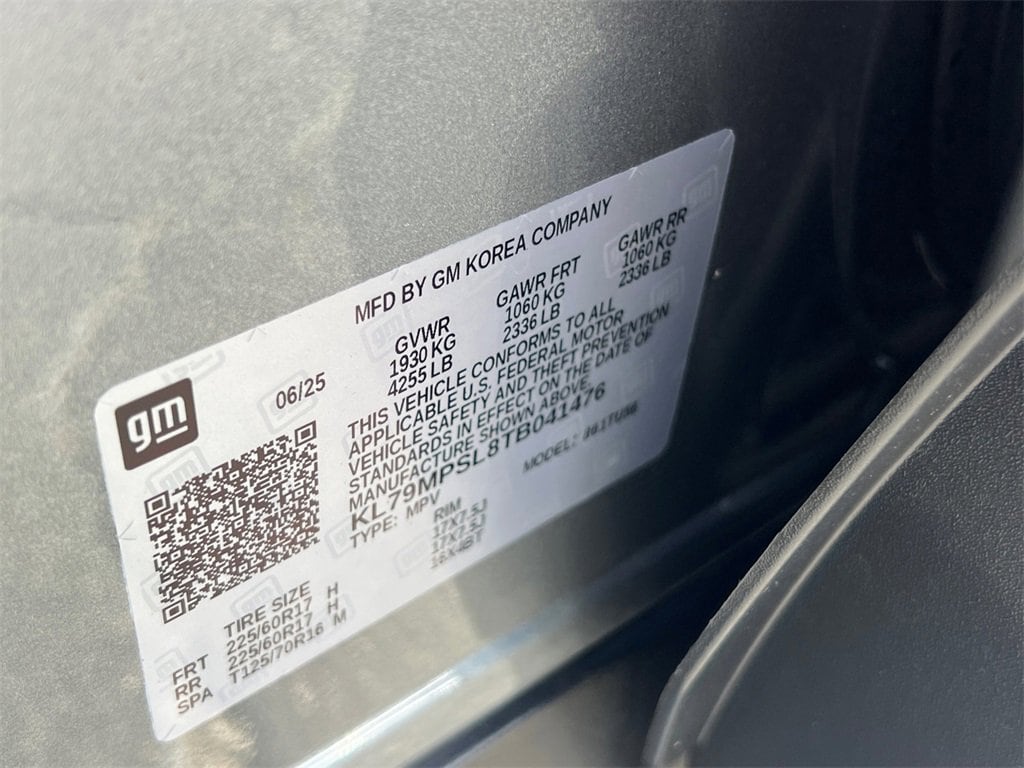 gm
06/25
MFD BY GM KOREA COMPANY
GVWR GAWR FRT GAWR RR
1930 KG 1060 KG 1060 KG
4255 LB 2336 LB 2336 LB
THIS VEHICLE CONFORMS TO ALL
APPLICABLE U.S. FEDERAL MOTOR
VEHICLE SAFETY AND THEFT PREVENTION
STANDARDS IN EFFECT ON THE DATE OF
MANUFACTURE SHOWN ABOVE.
KL79MPSL8TB041476
TYPE: MPV MODEL:
TIRE SIZE RIM
FRT 225/60R17 H 17X7.5J
RR 225/60R17 H 17X7.5J
SPA T125/70R16 M 16X4BT